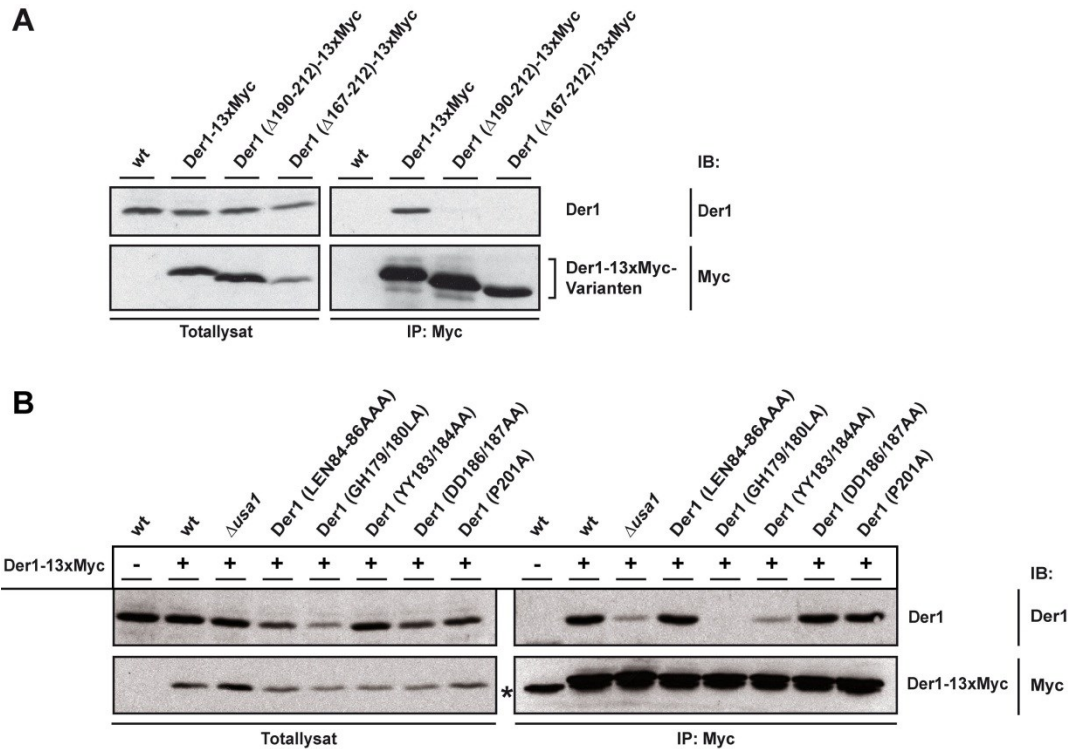 A
wt
Der1-13xMyc
Der1 (Δ190-212)-13xMyc
Der1 (Δ167-212)-13xMyc
wt
Der1-13xMyc
Der1 (Δ190-212)-13xMyc
Der1 (Δ167-212)-13xMyc
IB:
Der1
Der1
Der1-13xMyc-
Varianten
Myc
Totallysat
IP: Myc
B
wt
wt
Δusa1
Der1 (LEN84-86AAA)
Der1 (GH179/180LA)
Der1 (YY183/184AA)
Der1 (DD186/187AA)
Der1 (P201A)
wt
wt
Δusa1
Der1 (LEN84-86AAA)
Der1 (GH179/180LA)
Der1 (YY183/184AA)
Der1 (DD186/187AA)
Der1 (P201A)
Der1-13xMyc - + + + + + + + - + + + + + + +
IB:
Der1
Der1
*
Der1-13xMyc
Myc
Totallysat
IP: Myc